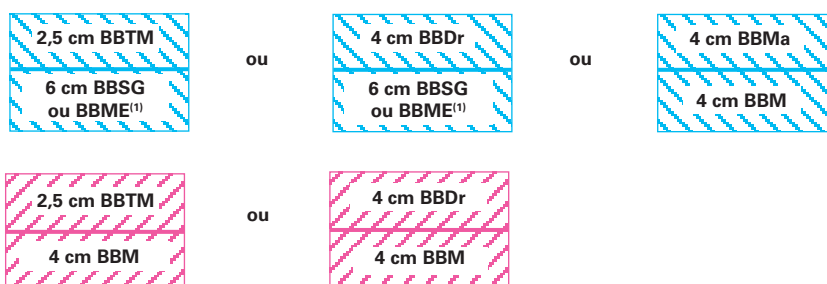 2,5 cm BBTM
6 cm BBSG
ou BBME(1)
ou
4 cm BBDr
6 cm BBSG
ou BBME(1)
ou
4 cm BBMa
4 cm BBM
2,5 cm BBTM
4 cm BBM
ou
4 cm BBDr
4 cm BBM